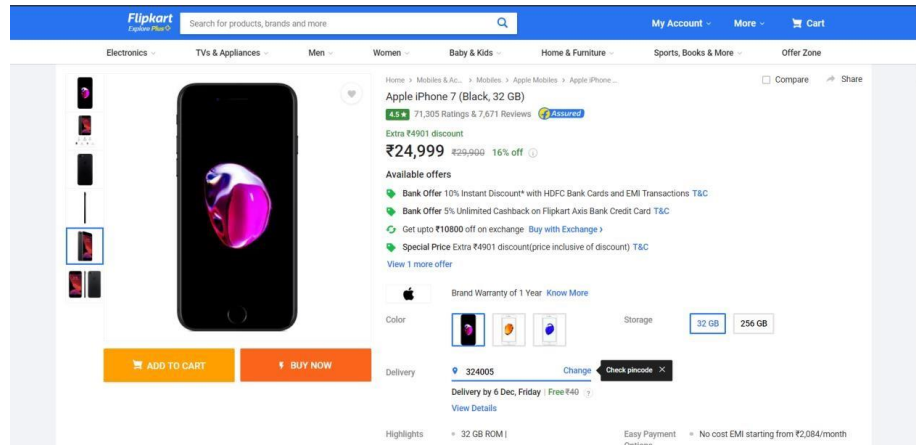 Flipkart
Explore Plus
Search for products, brands and more
My Account
More
Cart
Electronics
TVs & Appliances
Men
Women
Baby & Kids
Home & Furniture
Sports, Books & More
Offer Zone
Home > Mobiles & Ac... > Mobiles > Apple Mobiles > Apple iPhone ...
Compare
Share
Apple iPhone 7 (Black, 32 GB)
4.5 ★ 71,305 Ratings & 7,671 Reviews Assured
Extra ₹4901 discount
₹24,999 ₹29,900 16% off
Available offers
Bank Offer 10% Instant Discount* with HDFC Bank Cards and EMI Transactions T&C
Bank Offer 5% Unlimited Cashback on Flipkart Axis Bank Credit Card T&C
Get upto ₹10800 off on exchange Buy with Exchange >
Special Price Extra ₹4901 discount(price inclusive of discount) T&C
View 1 more offer
Brand Warranty of 1 Year Know More
Color
Storage
32 GB
256 GB
ADD TO CART
BUY NOW
Delivery
324005
Change
Check pincode ×
Delivery by 6 Dec, Friday | Free ₹40 ?
View Details
Highlights
32 GB ROM |
Easy Payment
Options
No cost EMI starting from ₹2,084/month